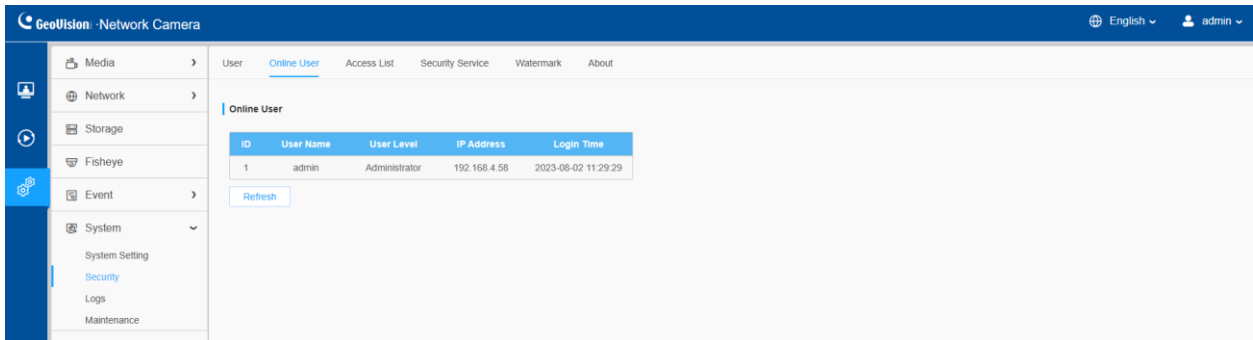 GeoVision Network Camera
English
admin
Media
Network
Storage
Fisheye
Event
System
System Setting
Security
Logs
Maintenance
User Online User Access List Security Service Watermark About
Online User
ID User Name User Level IP Address Login Time
1 admin Administrator 192.168.4.58 2023-08-02 11:29:29
Refresh